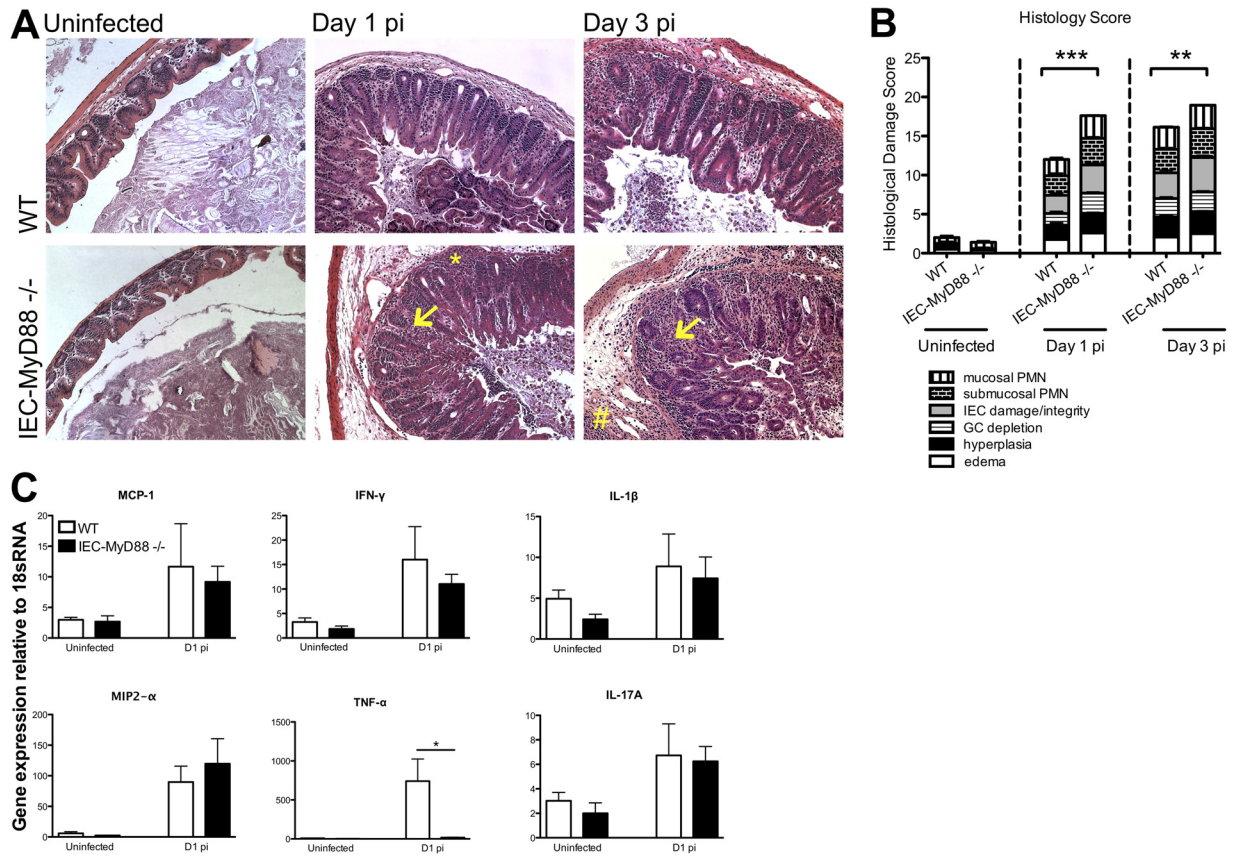 A Uninfected Day 1 pi Day 3 pi
WT
*
IEC-MyD88 -/-
#
B
Histology Score
Histological Damage Score
25
20
15
10
5
0
*** **
WT IEC-MyD88 -/- WT IEC-MyD88 -/- WT IEC-MyD88 -/-
Uninfected Day 1 pi Day 3 pi
mucosal PMN
submucosal PMN
IEC damage/integrity
GC depletion
hyperplasia
edema
C
Gene expression relative to 18sRNA
MCP-1
20
15
10
5
0
WT
IEC-MyD88 -/-
Uninfected D1 pi
IFN-γ
25
20
15
10
5
0
Uninfected D1 pi
IL-1β
15
10
5
0
Uninfected D1 pi
MIP2-α
200
150
100
50
0
Uninfected D1 pi
TNF-α
1500
1000
500
0
*
Uninfected D1 pi
IL-17A
10
8
6
4
2
0
Uninfected D1 pi